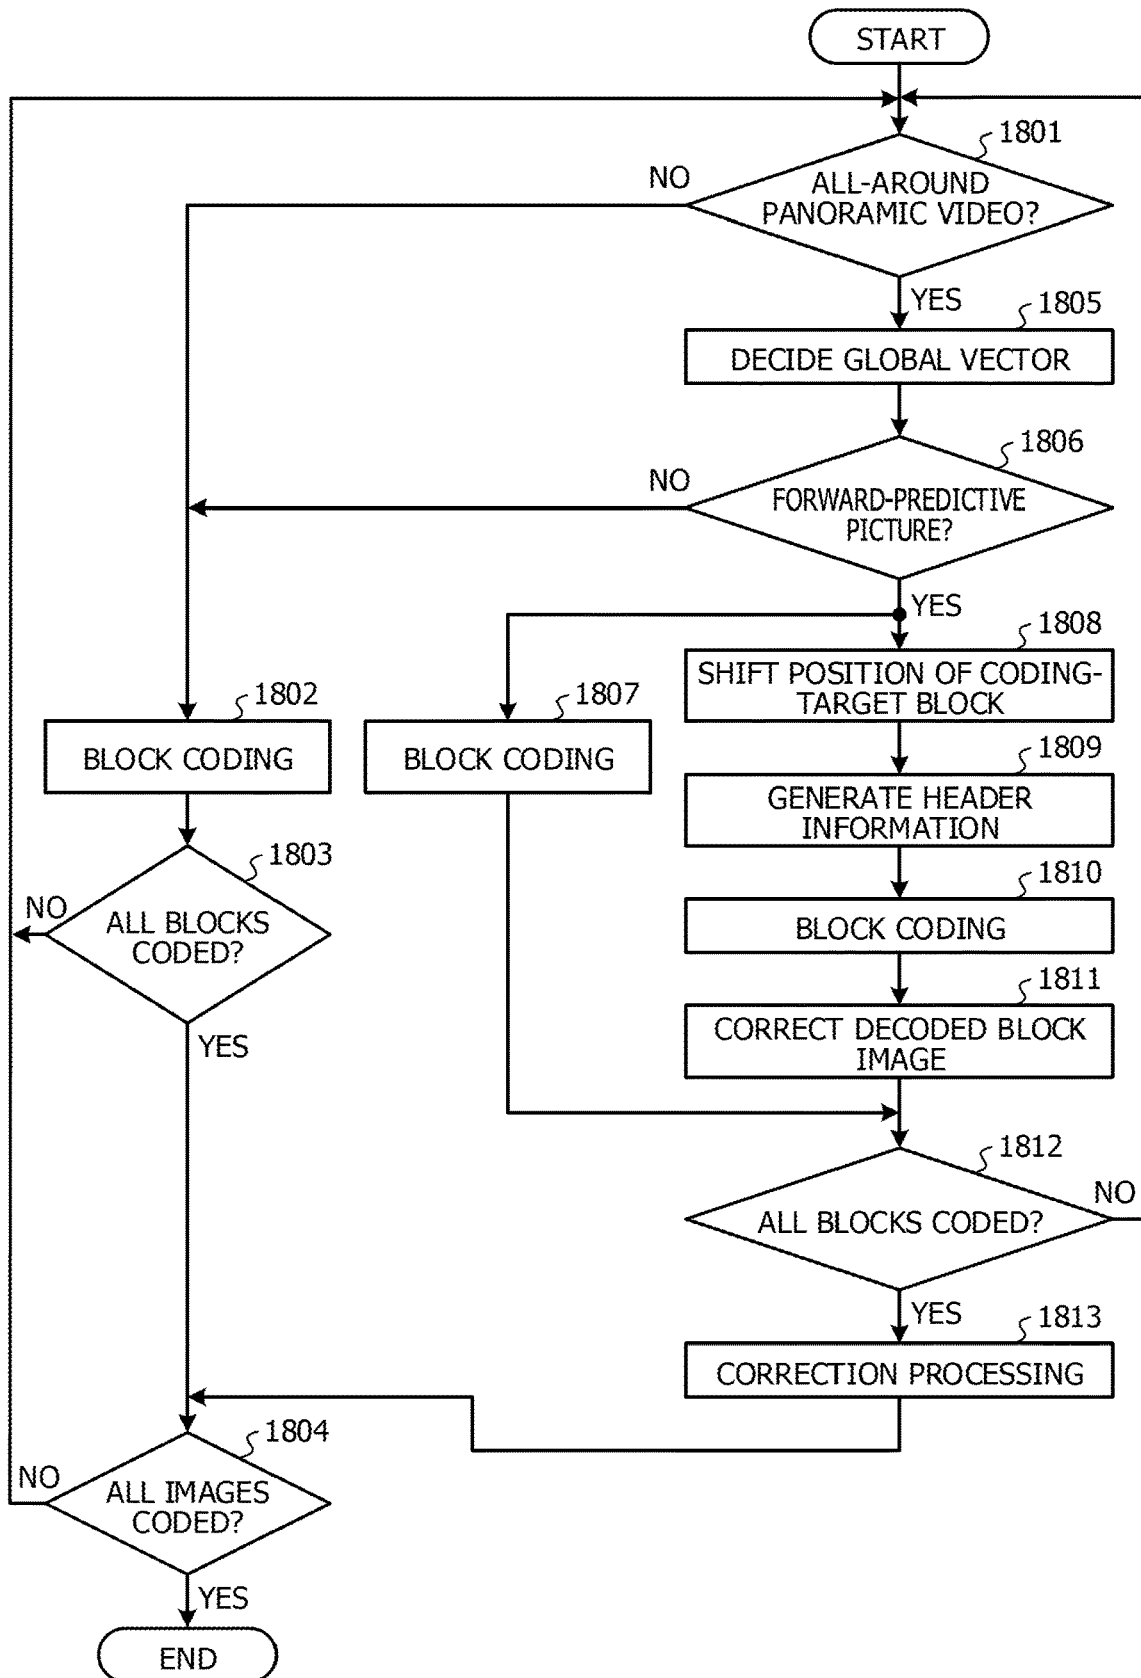 START
1801
NO
ALL-AROUND
PANORAMIC VIDEO?
YES
1805
DECIDE GLOBAL VECTOR
1806
NO
FORWARD-PREDICTIVE
PICTURE?
YES
1808
SHIFT POSITION OF CODING-
TARGET BLOCK
1802
1807
BLOCK CODING
BLOCK CODING
1809
GENERATE HEADER
INFORMATION
1803
1810
NO
ALL BLOCKS
CODED?
BLOCK CODING
1811
YES
CORRECT DECODED BLOCK
IMAGE
1812
NO
ALL BLOCKS CODED?
YES
1813
CORRECTION PROCESSING
1804
NO
ALL IMAGES
CODED?
YES
END